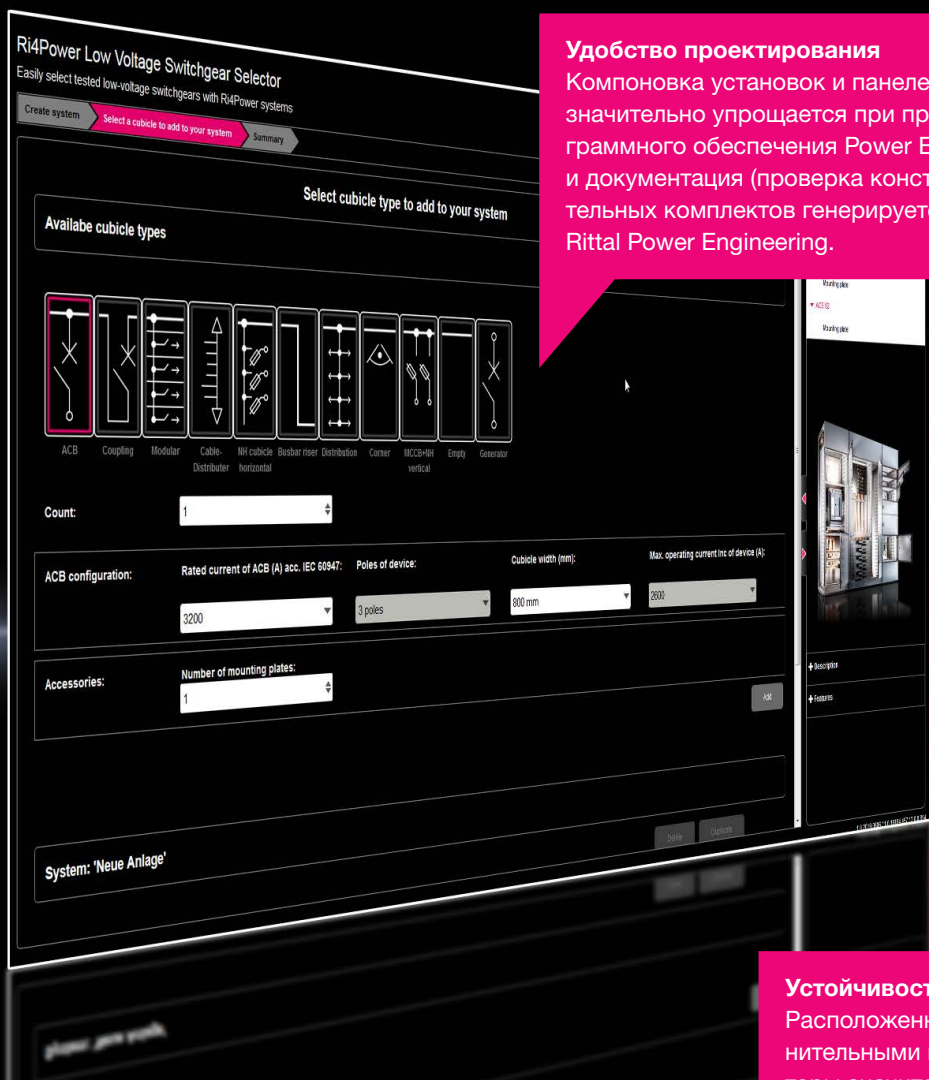 Ri4Power Low Voltage Switchgear Selector
Easily select tested low-voltage switchgears with Ri4Power systems
Create system
Select a cubicle to add to your system
Summary
Select cubicle type to add to your system
Availabe cubicle types
ACB
Coupling
Modular
Cable-
Distributer
NH cubicle
horizontal
Busbar riser
Distribution
Corner
MCCB+NH
vertical
Empty
Generator
Count:
1
ACB configuration:
Rated current of ACB (A) acc. IEC 60947:
3200
Poles of device:
3 poles
Cubicle width (mm):
800 mm
Max. operating current Inc of device (A):
2600
Accessories:
Number of mounting plates:
1
Add
System: 'Neue Anlage'
Delete
Duplicate
Удобство проектирования
Компоновка установок и панеле
значительно упрощается при пр
граммного обеспечения Power E
и документация (проверка конст
тельных комплектов генерирует
Rittal Power Engineering.
Mounting plate
Mounting plate
+ Description
+ Features
Устойчивост
Расположенн
нительными